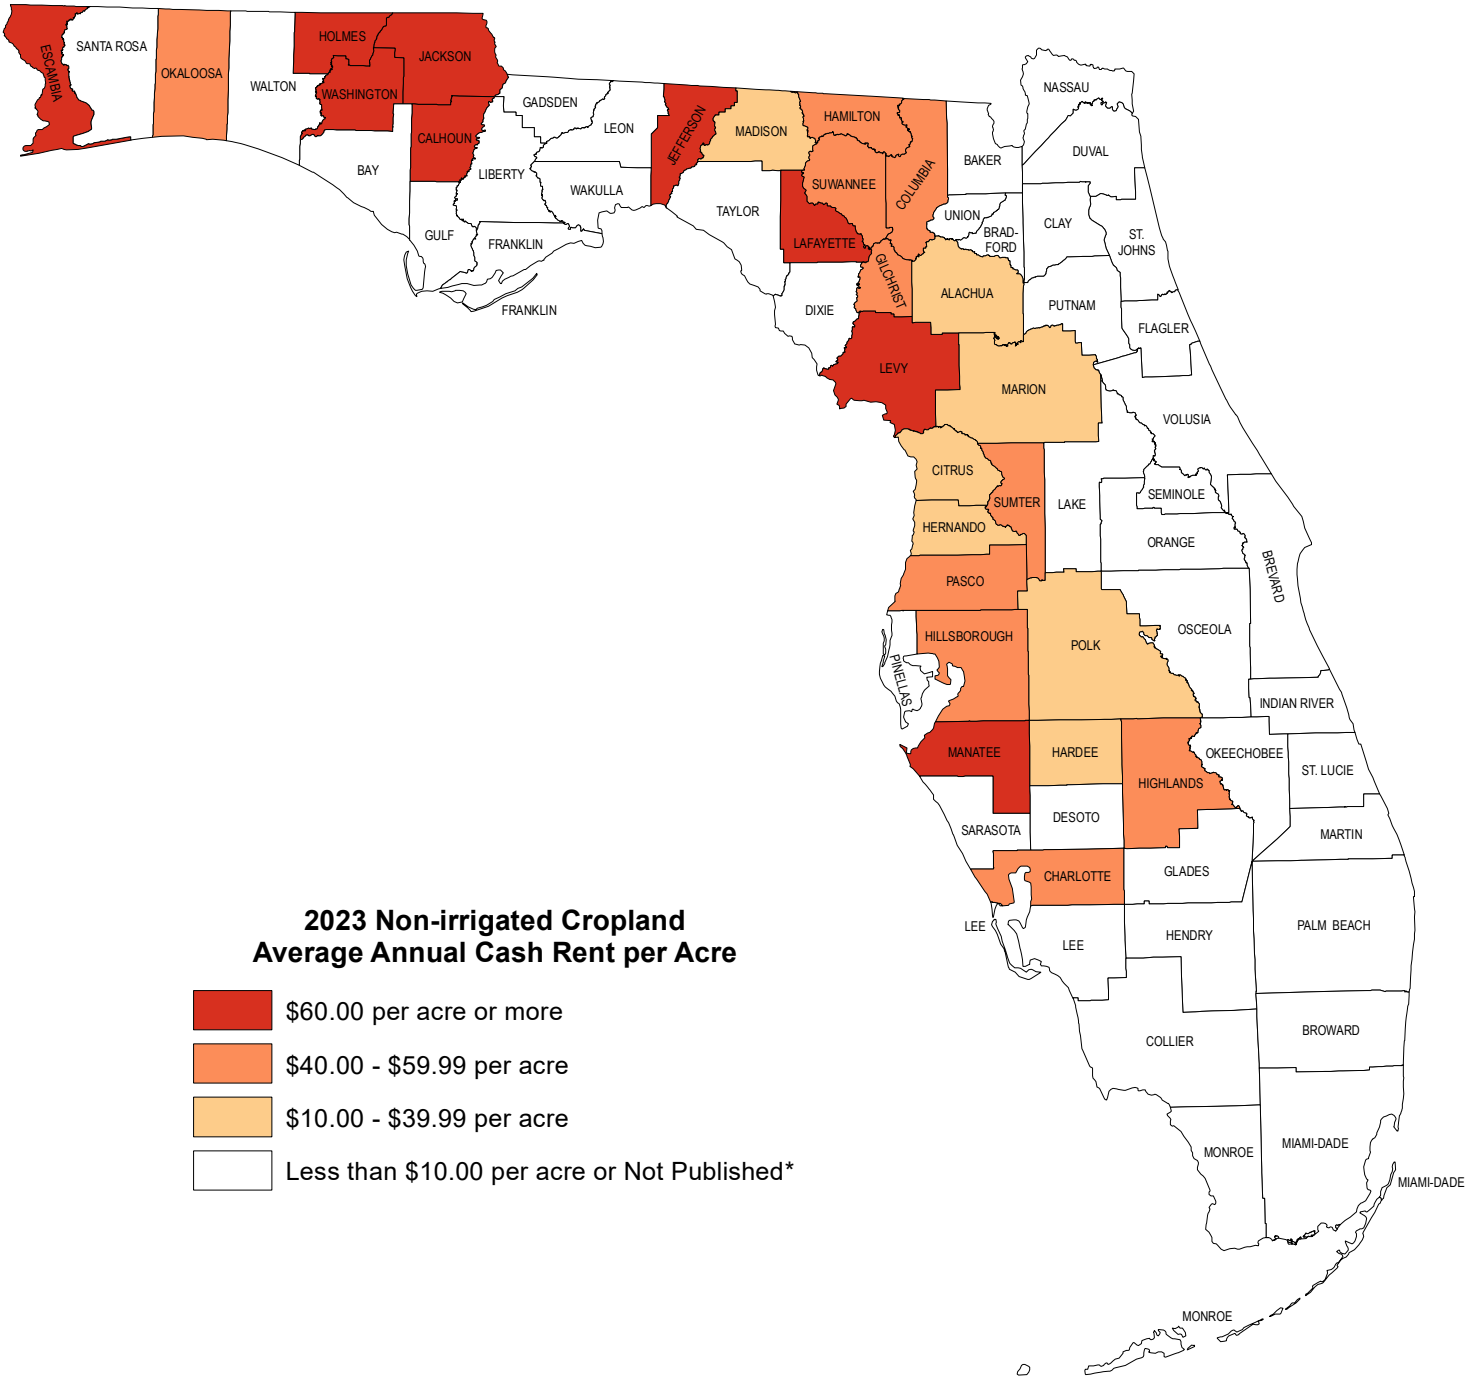 ESCAMBIA
SANTA ROSA
OKALOOSA
WALTON
HOLMES
JACKSON
WASHINGTON
CALHOUN
BAY
GADSDEN
LEON
LIBERTY
WAKULLA
GULF
FRANKLIN
FRANKLIN
JEFFERSON
MADISON
HAMILTON
SUWANNEE
COLUMBIA
TAYLOR
LAFAYETTE
DIXIE
GILCHRIST
BAKER
NASSAU
DUVAL
UNION
BRAD-
FORD
CLAY
ST.
JOHNS
ALACHUA
PUTNAM
FLAGLER
LEVY
MARION
VOLUSIA
CITRUS
SUMTER
LAKE
SEMINOLE
HERNANDO
ORANGE
BREVARD
PASCO
HILLSBOROUGH
PINELLAS
POLK
OSCEOLA
INDIAN RIVER
MANATEE
HARDEE
HIGHLANDS
OKEECHOBEE
ST. LUCIE
SARASOTA
DESOTO
MARTIN
CHARLOTTE
GLADES
LEE
LEE
HENDRY
PALM BEACH
COLLIER
BROWARD
MONROE
MIAMI-DADE
MIAMI-DADE
MONROE
2023 Non-irrigated Cropland
Average Annual Cash Rent per Acre
$60.00 per acre or more
$40.00 - $59.99 per acre
$10.00 - $39.99 per acre
Less than $10.00 per acre or Not Published*